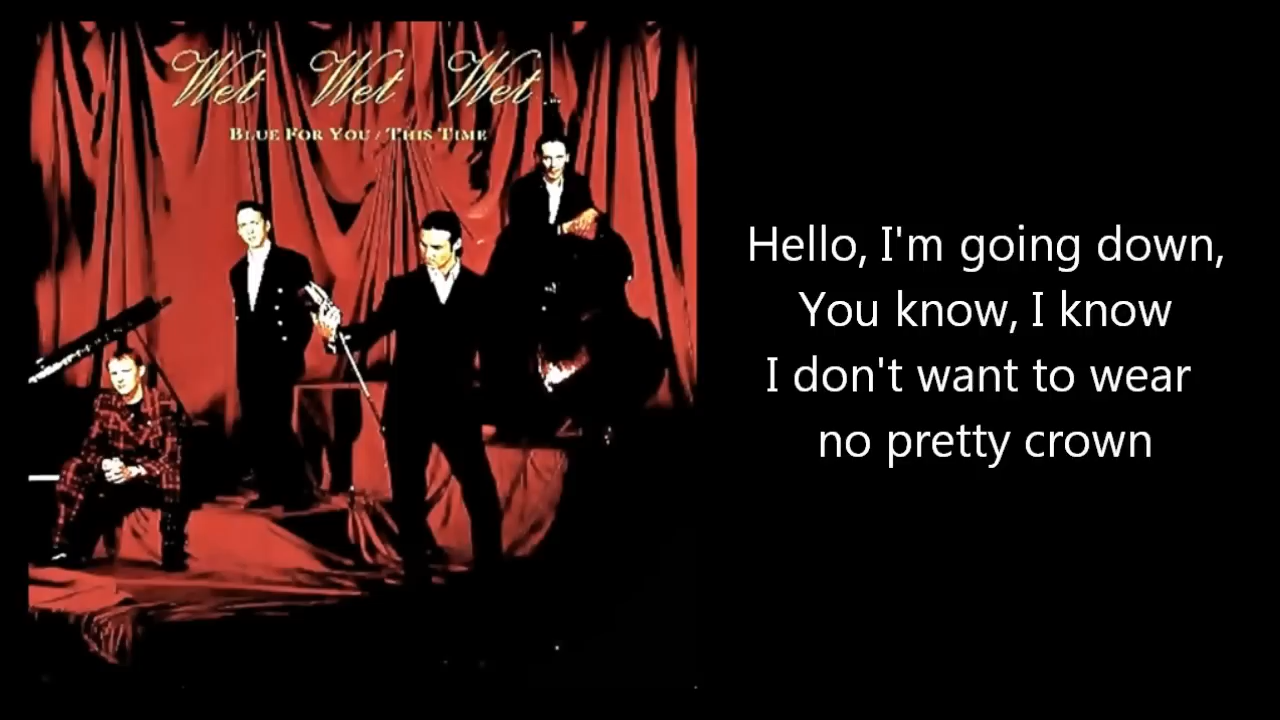 Wet Wet Wet
BLUE FOR YOU / THIS TIME
Hello, I'm going down,
You know, I know
I don't want to wear
no pretty crown